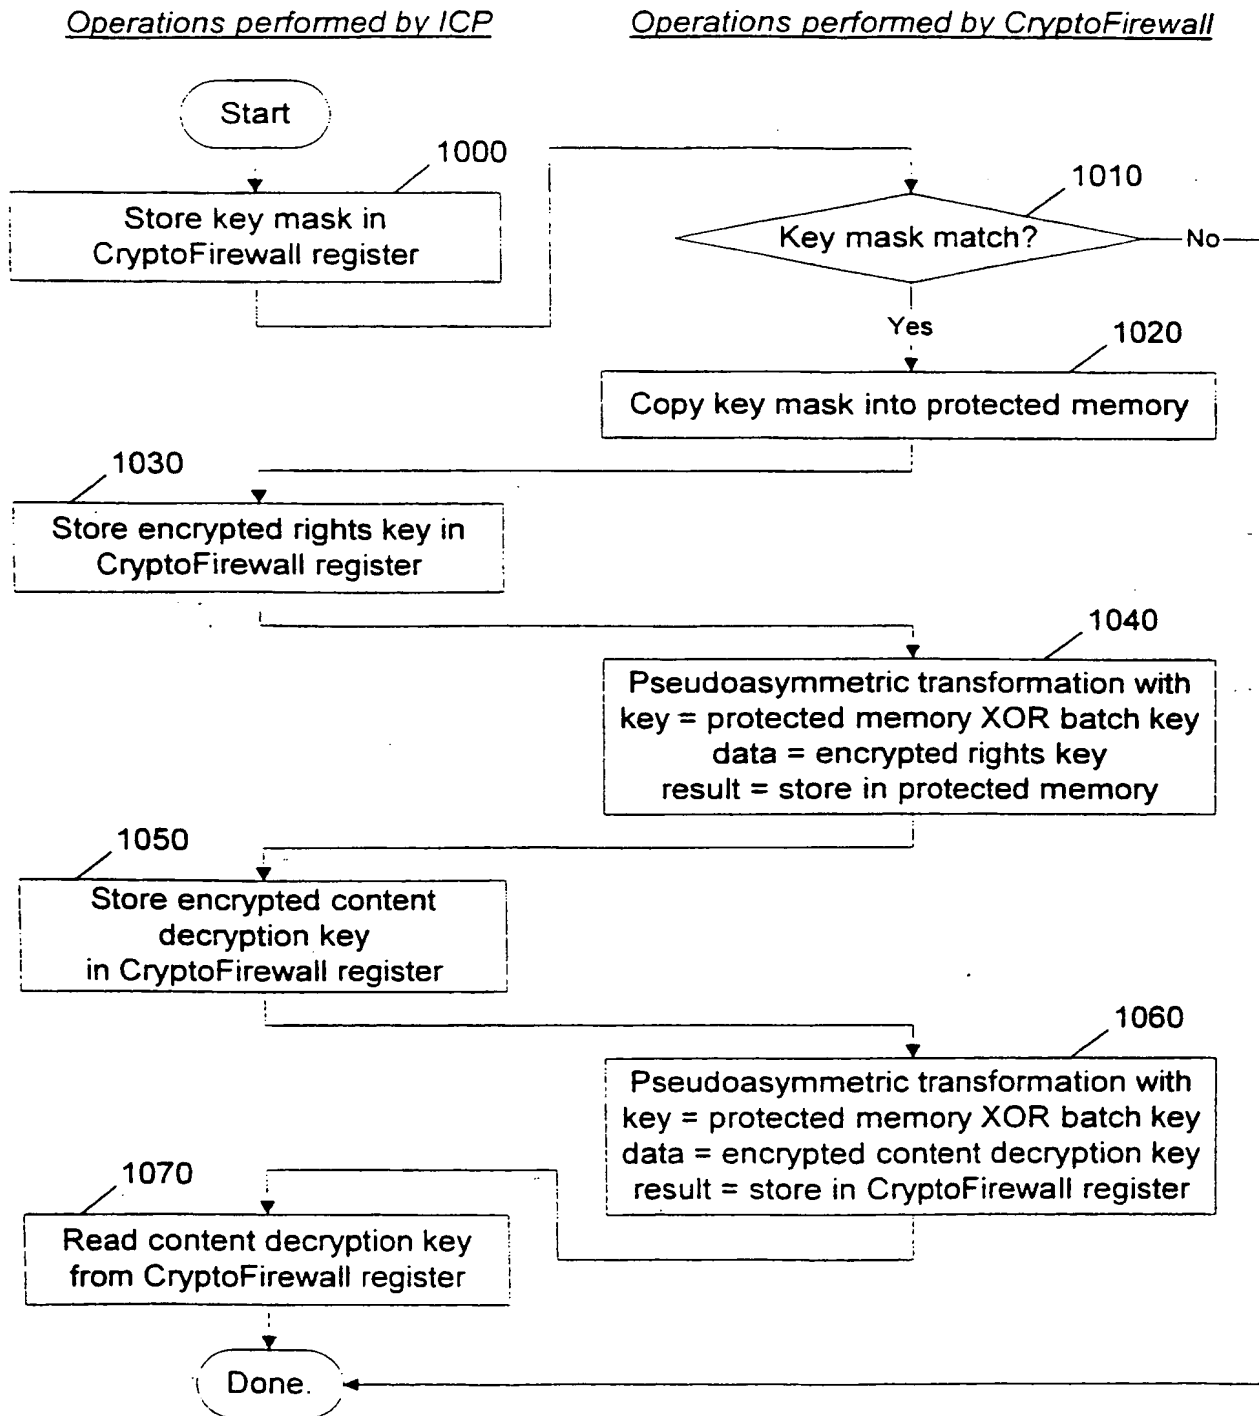 Operations performed by ICP
Operations performed by CryptoFirewall
Start
1000
Store key mask in
CryptoFirewall register
1010
Key mask match?
No
Yes
1020
Copy key mask into protected memory
1030
Store encrypted rights key in
CryptoFirewall register
1040
Pseudoasymmetric transformation with
key = protected memory XOR batch key
data = encrypted rights key
result = store in protected memory
1050
Store encrypted content
decryption key
in CryptoFirewall register
1060
Pseudoasymmetric transformation with
key = protected memory XOR batch key
data = encrypted content decryption key
result = store in CryptoFirewall register
1070
Read content decryption key
from CryptoFirewall register
Done.